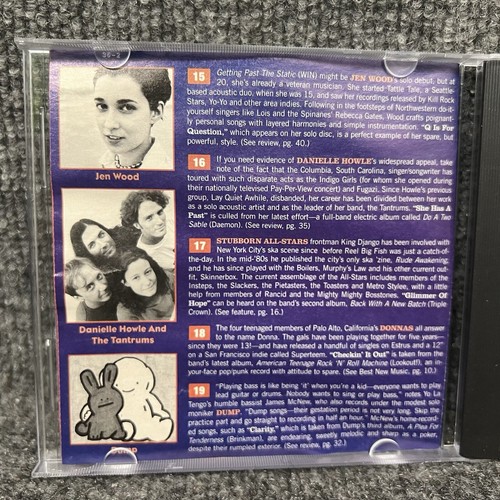 15 Getting Past The Static (WIN) might be JEN WOOD's solo debut, but at
20, she's already a veteran musician. She started Tattle Tale, a Seattle-
based acoustic duo, when she was 15, and saw her recordings released by Kill Rock
Stars, Yo-Yo and other area indies. Following in the footsteps of Northwestern do-it-
yourself singers like Lois and the Spinanes' Rebecca Gates, Wood crafts poignant-
ly personal songs with layered harmonies and simple instrumentation. "Q Is For
Question," which appears on her solo disc, is a perfect example of her spare, but
powerful, style. (See review, pg. 40.)
Jen Wood
16 If you need evidence of DANIELLE HOWLE's widespread appeal, take
note of the fact that the Columbia, South Carolina, singer/songwriter has
toured with such disparate acts as the Indigo Girls (for whom she opened during
their nationally televised Pay-Per-View concert) and Fugazi. Since Howle's previous
group, Lay Quiet Awhile, disbanded, her career has been divided between her work
as a solo acoustic artist and as the leader of her band, the Tantrums. "She Has A
Past" is culled from her latest effort—a full-band electric album called Do A Two
Sable (Daemon). (See review, pg. 35)
Danielle Howle And
The Tantrums
17 STUBBORN ALL-STARS frontman King Django has been involved with
New York City's ska scene since before Reel Big Fish was just a catch-of-
the-day. In the mid-'80s he published the city's only ska 'zine, Rude Awakening,
and he has since played with the Boilers, Murphy's Law and his other current out-
fit, Skinnerbox. The current assemblage of the All-Stars includes members of the
Insteps, the Slackers, the Pietasters, the Toasters and Metro Stylee, with a little
help from members of Rancid and the Mighty Mighty Bosstones. "Glimmer Of
Hope" can be heard on the band's second album, Back With A New Batch (Triple
Crown). (See feature, pg. 16.)
18 The four teenaged members of Palo Alto, California's DONNAS all answer
to the name Donna. The gals have been playing together for five years—
since they were 13!—and have released a handful of singles on Estrus and a 12"
on a San Francisco indie called Superteem. "Checkin' It Out" is taken from the
band's latest album, American Teenage Rock 'N' Roll Machine (Lookout!), an in-
your-face pop/punk record with attitude to spare. (See Best New Music, pg. 10.)
19 "Playing bass is like being 'it' when you're a kid—everyone wants to play
lead guitar or drums. Nobody wants to sing or play bass," notes Yo La
Tengo's humble bassist James McNew, who also records under the modest solo
moniker DUMP. "Dump songs—their gestation period is not very long. Skip the
practice part and go straight to recording in half an hour." McNew's home-record-
ed songs, such as "Clarity," which is taken from Dump's third album, A Plea For
Tenderness (Brinkman), are endearing, sweetly melodic and sharp as a poker,
despite their rumpled exterior. (See review, pg. 32.)